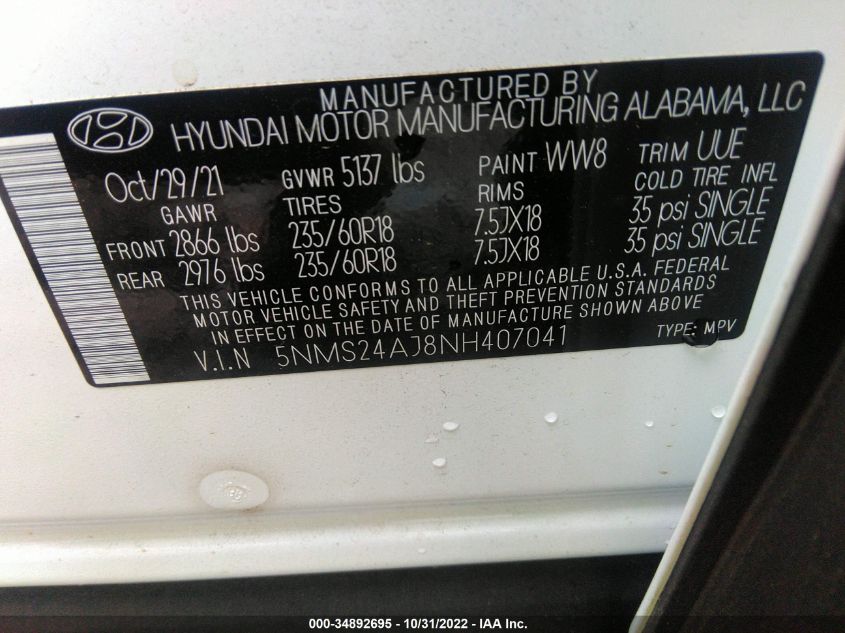 MANUFACTURED BY
HYUNDAI MOTOR MANUFACTURING ALABAMA, LLC
Oct/29/21 GVWR 5137 lbs PAINT WW8 TRIM UUE
GAWR TIRES RIMS COLD TIRE INFL
FRONT 2866 lbs 235/60R18 7.5JX18 35 psi SINGLE
REAR 2976 lbs 235/60R18 7.5JX18 35 psi SINGLE
THIS VEHICLE CONFORMS TO ALL APPLICABLE U.S.A. FEDERAL
MOTOR VEHICLE SAFETY AND THEFT PREVENTION STANDARDS
IN EFFECT ON THE DATE OF MANUFACTURE SHOWN ABOVE
V.I.N 5NMS24AJ8NH407041 TYPE: MPV
000-34892695 - 10/31/2022 - IAA Inc.